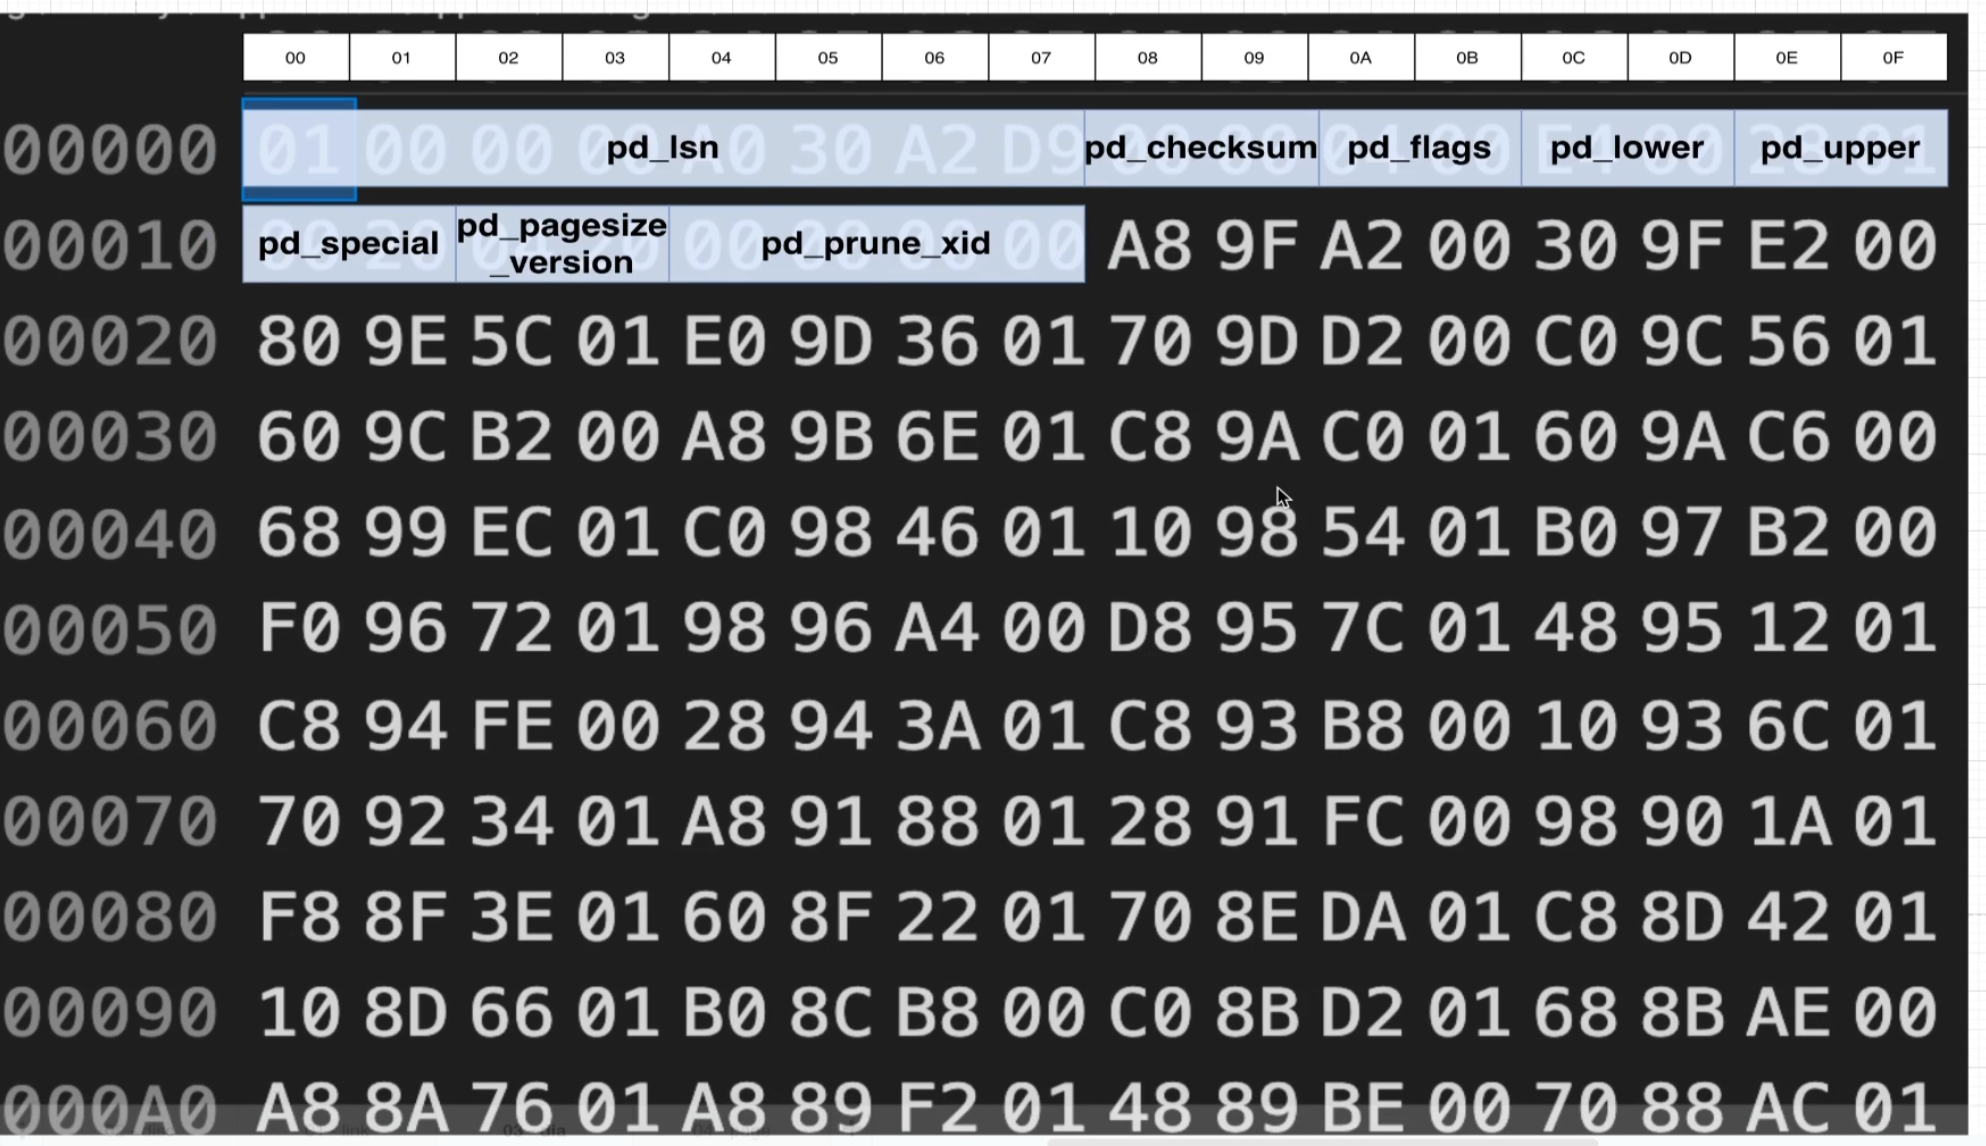 00 01 02 03 04 05 06 07 08 09 0A 0B 0C 0D 0E 0F
00000 01 00 00 pd_lsn 30 A2 D9 pd_checksum pd_flags pd_lower pd_upper
00010 pd_special pd_pagesize pd_prune_xid A8 9F A2 00 30 9F E2 00
_version
00020 80 9E 5C 01 E0 9D 36 01 70 9D D2 00 C0 9C 56 01
00030 60 9C B2 00 A8 9B 6E 01 C8 9A C0 01 60 9A C6 00
00040 68 99 EC 01 C0 98 46 01 10 98 54 01 B0 97 B2 00
00050 F0 96 72 01 98 96 A4 00 D8 95 7C 01 48 95 12 01
00060 C8 94 FE 00 28 94 3A 01 C8 93 B8 00 10 93 6C 01
00070 70 92 34 01 A8 91 88 01 28 91 FC 00 98 90 1A 01
00080 F8 8F 3E 01 60 8F 22 01 70 8E DA 01 C8 8D 42 01
00090 10 8D 66 01 B0 8C B8 00 C0 8B D2 01 68 8B AE 00
000A0 A8 8A 76 01 A8 89 F2 01 48 89 BE 00 70 88 AC 01